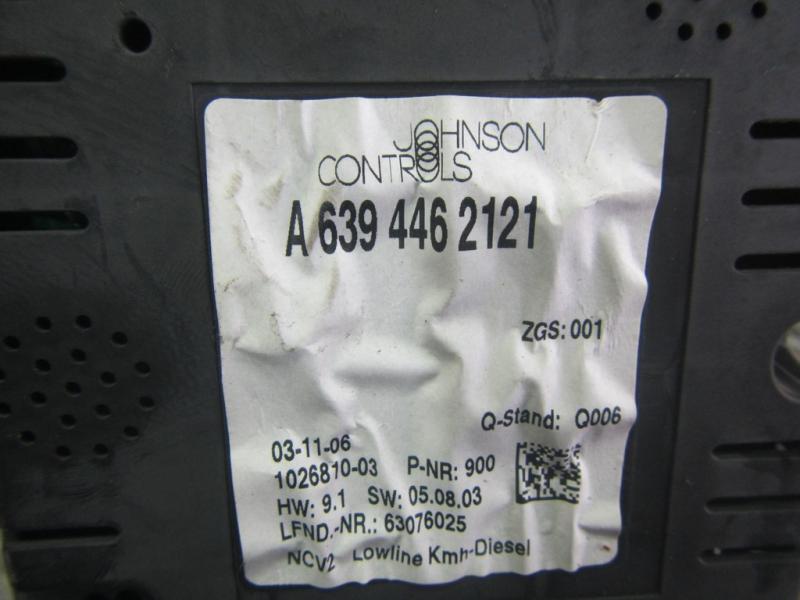 JOHNSON
CONTROLS
A 639 446 2121
ZGS: 001
Q-Stand: Q006
03-11-06
1026810-03 P-NR: 900
HW: 9.1 SW: 05.08.03
LFND.-NR.: 63076025
NCV2 Lowline Kmh-Diesel